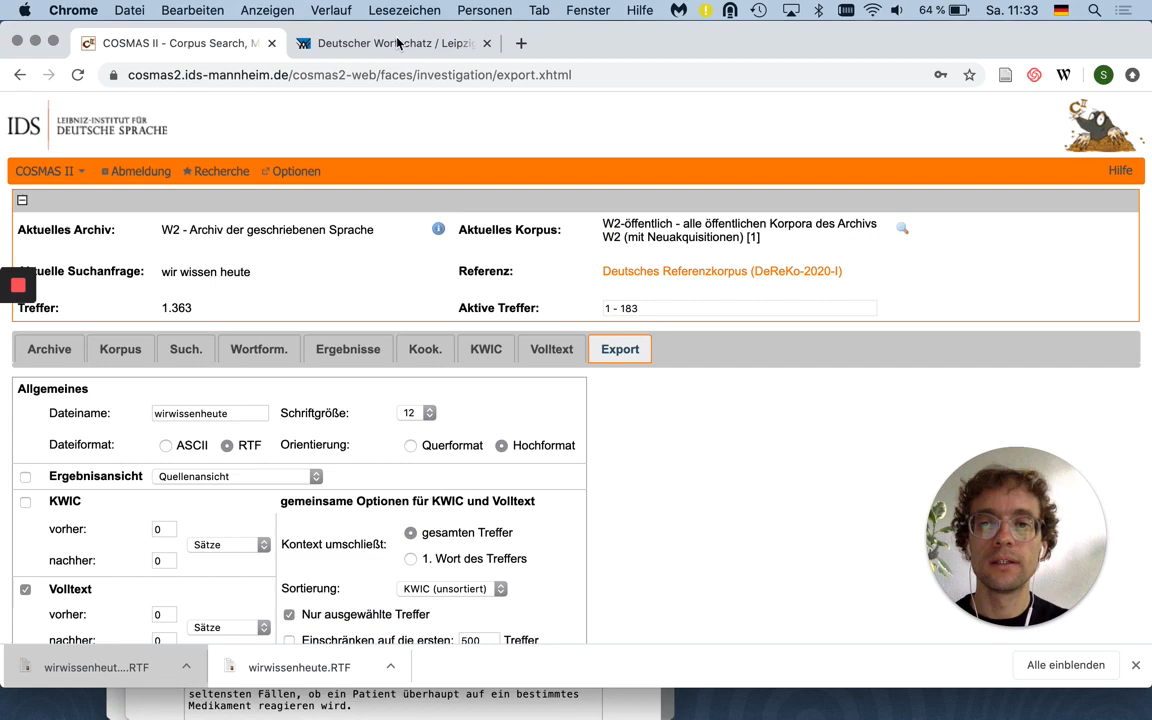 Chrome Datei Bearbeiten Anzeigen Verlauf Lesezeichen Personen Tab Fenster Hilfe 64 % Sa. 11:33
COSMAS II - Corpus Search, M Deutscher Wortschatz / Leipzig
cosmas2.ids-mannheim.de/cosmas2-web/faces/investigation/export.xhtml W S
IDS LEIBNIZ-INSTITUT FÜR
DEUTSCHE SPRACHE
CII
COSMAS II Abmeldung Recherche Optionen Hilfe
Aktuelles Archiv: W2 - Archiv der geschriebenen Sprache Aktuelles Korpus: W2-öffentlich - alle öffentlichen Korpora des Archivs
W2 (mit Neuakquisitionen) [1]
tuelle Suchanfrage: wir wissen heute Referenz: Deutsches Referenzkorpus (DeReKo-2020-I)
Treffer: 1.363 Aktive Treffer: 1 - 183
Archive Korpus Such. Wortform. Ergebnisse Kook. KWIC Volltext Export
Allgemeines
Dateiname: wirwissenheute Schriftgröße: 12
Dateiformat: ASCII RTF Orientierung: Querformat Hochformat
Ergebnisansicht Quellenansicht
KWIC gemeinsame Optionen für KWIC und Volltext
vorher: 0 Sätze Kontext umschließt: gesamten Treffer
nachher: 0 1. Wort des Treffers
Volltext Sortierung: KWIC (unsortiert)
vorher: 0 Sätze Nur ausgewählte Treffer
nachher: 0 Einschränken auf die ersten: 500 Treffer
wirwissenheut....RTF wirwissenheute.RTF Alle einblenden
seltensten Fällen, ob ein Patient überhaupt auf ein bestimmtes
Medikament reagieren wird.